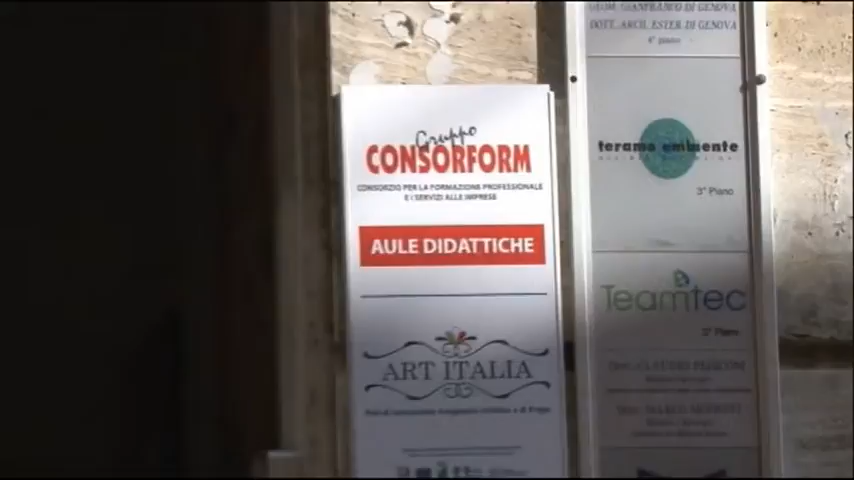 Gruppo
CONSORFORM
CONSORZIO PER LA FORMAZIONE PROFESSIONALE
E I SERVIZI ALLE IMPRESE
AULE DIDATTICHE
ART ITALIA
GEOM. GIANFRANCO DI GENOVA
DOTT. ARCH. ESTER DI GENOVA
4° piano
teramo ambiente
3° Piano
Teamtec
2° Piano